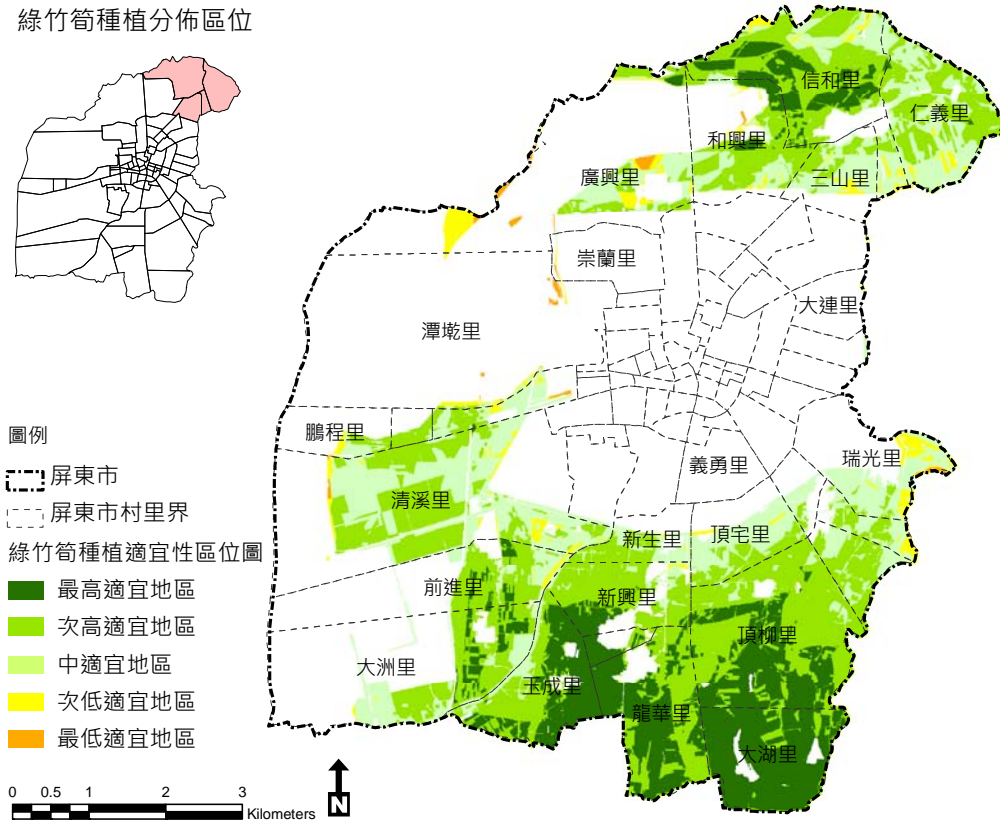 綠竹筍種植分佈區位
信和里
仁義里
和興里
廣興里
三山里
崇蘭里
大連里
潭墘里
鵬程里
義勇里
瑞光里
清溪里
新生里
頂宅里
前進里
新興里
頂柳里
大洲里
玉成里
龍華里
大湖里
圖例
屏東市
屏東市村里界
綠竹筍種植適宜性區位圖
最高適宜地區
次高適宜地區
中適宜地區
次低適宜地區
最低適宜地區
0 0.5 1 2 3
Kilometers
N